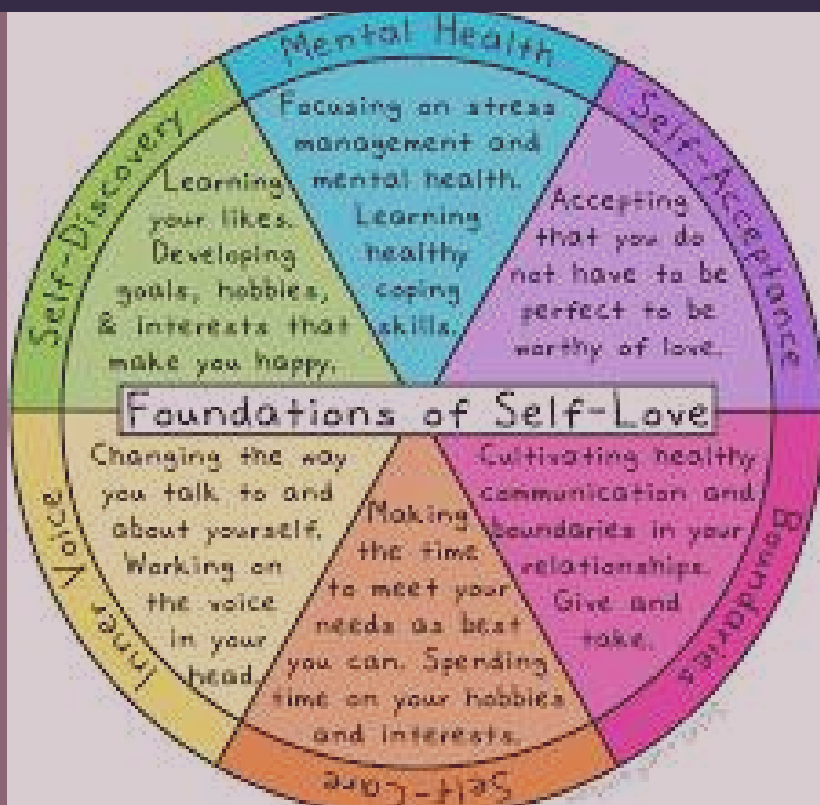 Mental Health
Focusing on stress
management and
mental health.
Learning
healthy
coping
skills.
Self-Acceptance
Accepting
that you do
not have to be
perfect to be
worthy of love.
Boundaries
Cultivating healthy
communication and
boundaries in your
relationships.
Give and
take.
Self-Care
Making
the time
to meet your
needs as best
you can. Spending
time on your hobbies
and interests.
Inner Voice
Changing the way
you talk to and
about yourself.
Working on
the voice
in your
head.
Self-Discovery
Learning
your likes.
Developing
goals, hobbies,
& interests that
make you happy.
Foundations of Self-Love